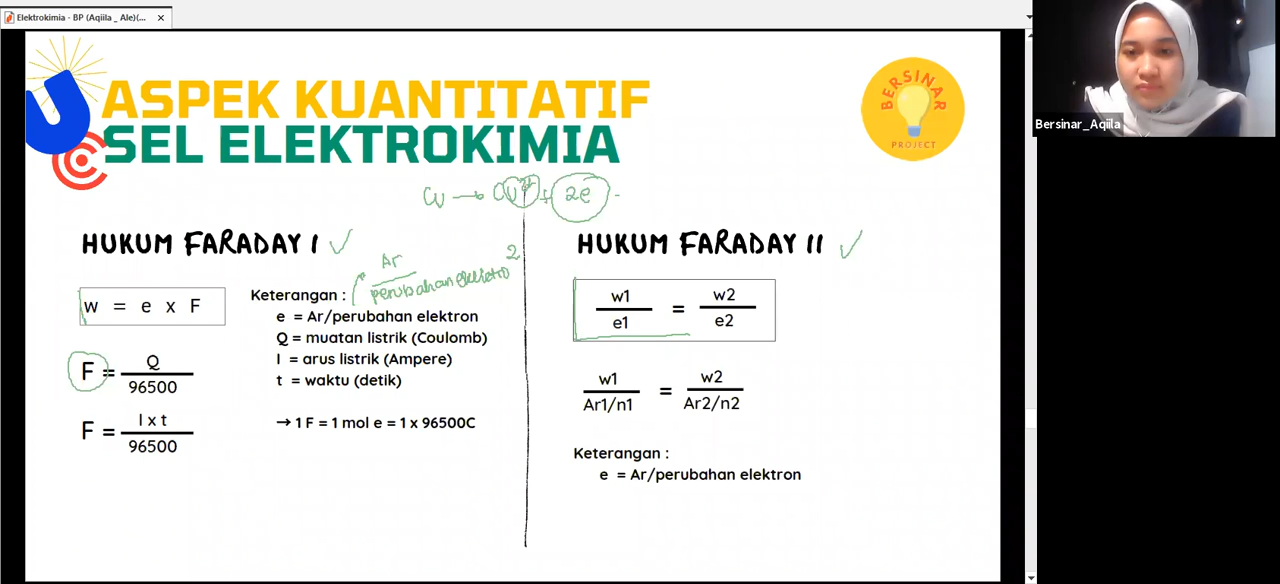 Elektrokimia - BP (Aqiila _ Ale)(...
ASPEK KUANTITATIF
SEL ELEKTROKIMIA
BERSINAR
PROJECT
Bersinar_Aqiila
Cu → Cu²⁺ + 2e⁻
HUKUM FARADAY I
w = e x F
F = Q / 96500
F = I x t / 96500
Ar
perubahan elektro
2
Keterangan :
e = Ar/perubahan elektron
Q = muatan listrik (Coulomb)
I = arus listrik (Ampere)
t = waktu (detik)
→ 1 F = 1 mol e = 1 x 96500C
HUKUM FARADAY II
w1 / e1 = w2 / e2
w1 / Ar1/n1 = w2 / Ar2/n2
Keterangan :
e = Ar/perubahan elektron